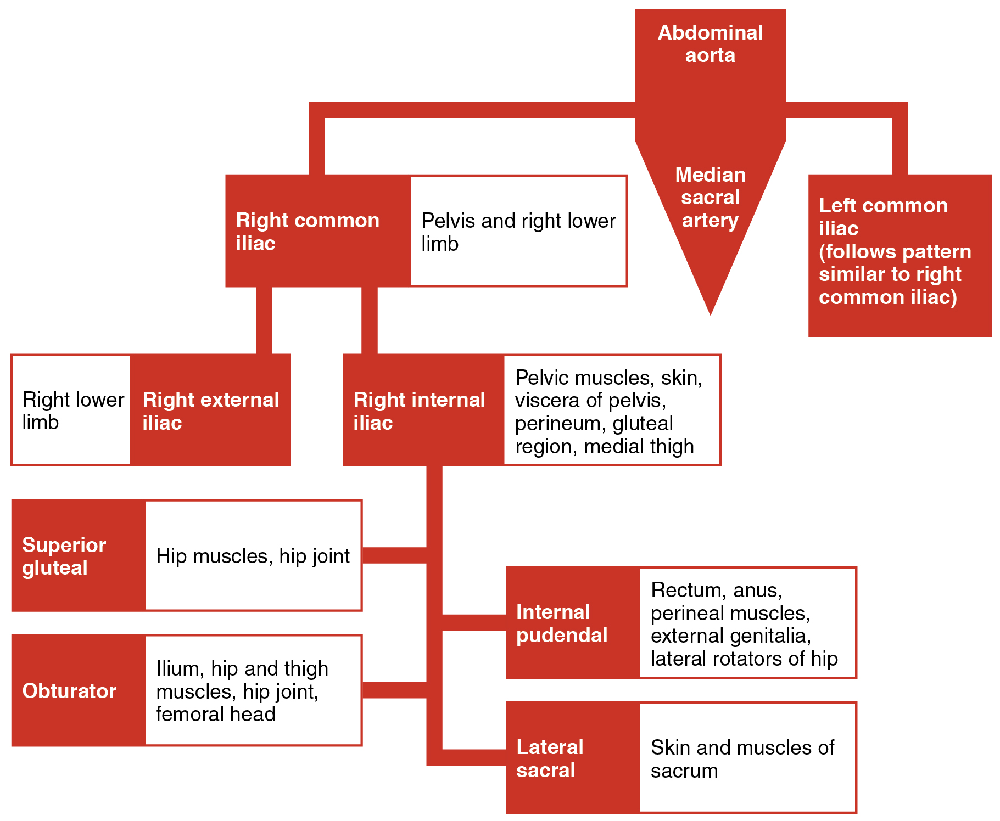 Abdominal
aorta
Median
sacral
artery
Right common
iliac
Pelvis and right lower
limb
Left common
iliac
(follows pattern
similar to right
common iliac)
Right lower
limb
Right external
iliac
Right internal
iliac
Pelvic muscles, skin,
viscera of pelvis,
perineum, gluteal
region, medial thigh
Superior
gluteal
Hip muscles, hip joint
Internal
pudendal
Rectum, anus,
perineal muscles,
external genitalia,
lateral rotators of hip
Obturator
Ilium, hip and thigh
muscles, hip joint,
femoral head
Lateral
sacral
Skin and muscles of
sacrum